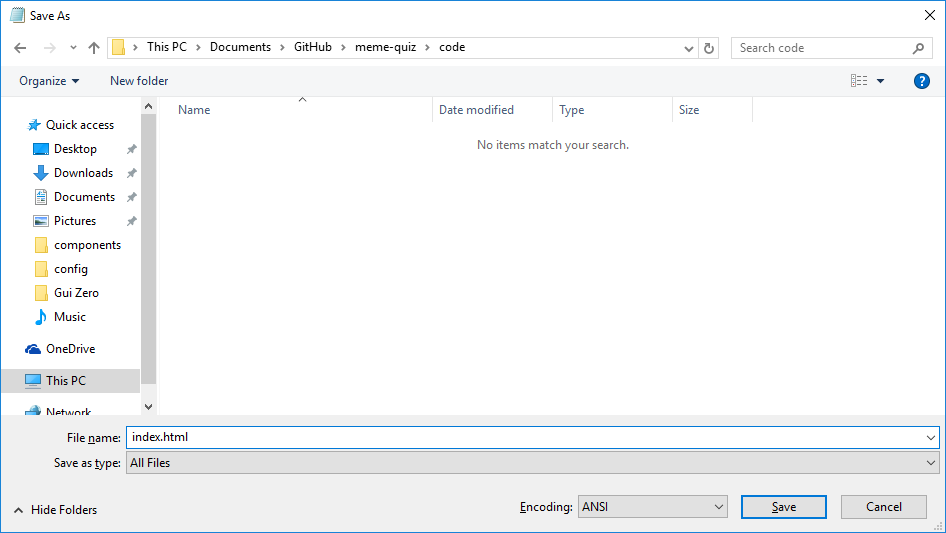 Save As
This PC > Documents > GitHub > meme-quiz > code
Search code
Organize
New folder
?
Name
Date modified
Type
Size
No items match your search.
Quick access
Desktop
Downloads
Documents
Pictures
components
config
Gui Zero
Music
OneDrive
This PC
Network
File name: index.html
Save as type: All Files
Hide Folders
Encoding: ANSI
Save
Cancel